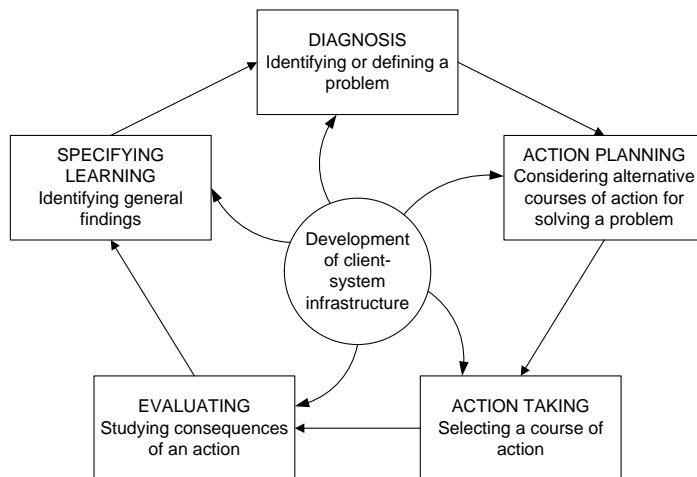 DIAGNOSIS
Identifying or defining a
problem
SPECIFYING
LEARNING
Identifying general
findings
ACTION PLANNING
Considering alternative
courses of action for
solving a problem
Development
of client-
system
infrastructure
EVALUATING
Studying consequences
of an action
ACTION TAKING
Selecting a course of
action